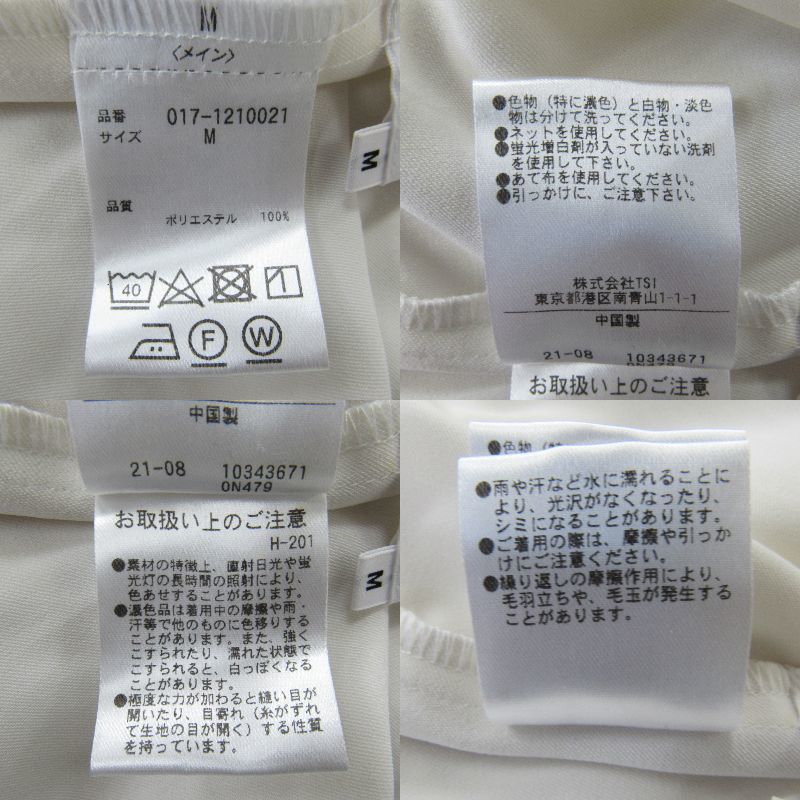 M
〈メイン〉
品番 017-1210021
サイズ M
M
品質
ポリエステル 100%
40
F
W
●色物（特に濃色）と白物・淡色
物は分けて洗ってください。
●ネットを使用してください。
●蛍光増白剤が入っていない洗剤
を使用して下さい。
●あて布を使用してください。
●引っかけに、ご注意下さい。
株式会社TSI
東京都港区南青山1-1-1
中国製
21-08 10343671
0N479
お取扱い上のご注意
中国製
21-08 10343671
0N479
お取扱い上のご注意
H-201
●素材の特徴上、直射日光や蛍
光灯の長時間の照射により、
色あせすることがあります。
●濃色品は着用中の摩擦や雨・
汗等で他のものに色移りする
ことがあります。また、強く
こすられたり、濡れた状態で
こすられると、白っぽくなる
ことがあります。
●極度な力が加わると縫い目が
開いたり、目寄れ（糸がずれ
て生地の目が開く）する性質
を持っています。
M
●色物（特
●雨や汗など水に濡れることに
より、光沢がなくなったり、
シミになることがあります。
●ご着用の際は、摩擦や引っか
けにご注意ください。
●繰り返しの摩擦作用により、
毛羽立ちや、毛玉が発生する
ことがあります。